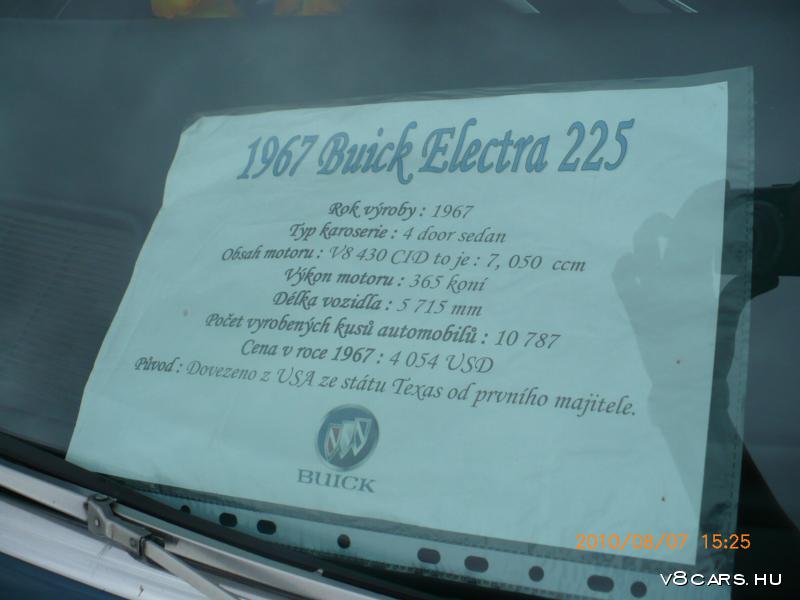 1967 Buick Electra 225
Rok výroby : 1967
Typ karoserie : 4 door sedan
Obsah motoru : V8 430 CID to je : 7, 050 ccm
Výkon motoru : 365 koní
Délka vozidla : 5 715 mm
Počet vyrobených kusů automobilů : 10 787
Cena v roce 1967 : 4 054 USD
Původ : Dovezeno z USA ze státu Texas od prvního majitele.
BUICK
2010/08/07 15:25
V8CARS.HU